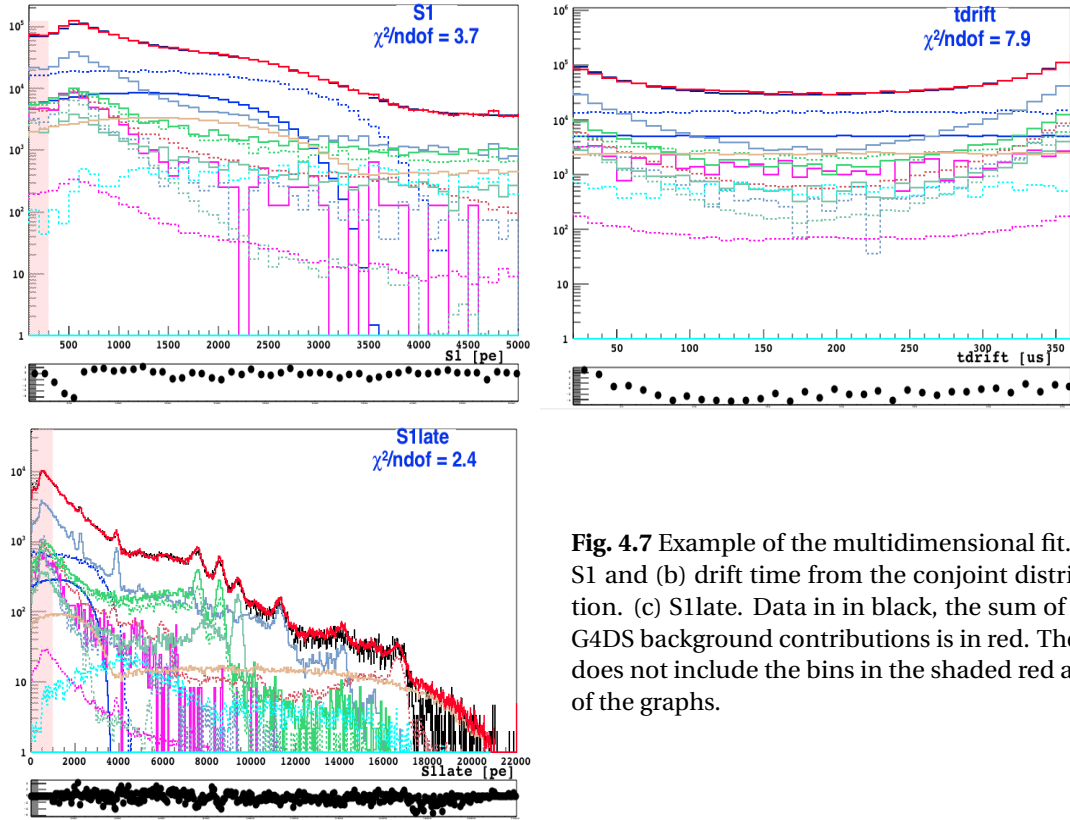 S1
χ²/ndof = 3.7
10⁵
10⁴
10³
10²
10
1
500 1000 1500 2000 2500 3000 3500 4000 4500 5000
S1 [pe]
tdrift
χ²/ndof = 7.9
10⁶
10⁵
10⁴
10³
10²
10
1
50 100 150 200 250 300 350
tdrift [us]
S1late
χ²/ndof = 2.4
10⁴
10³
10²
10
1
0 2000 4000 6000 8000 10000 12000 14000 16000 18000 20000 22000
S1late [pe]
Fig. 4.7 Example of the multidimensional fit.
S1 and (b) drift time from the conjoint distri
tion. (c) S1late. Data in in black, the sum of
G4DS background contributions is in red. The
does not include the bins in the shaded red a
of the graphs.